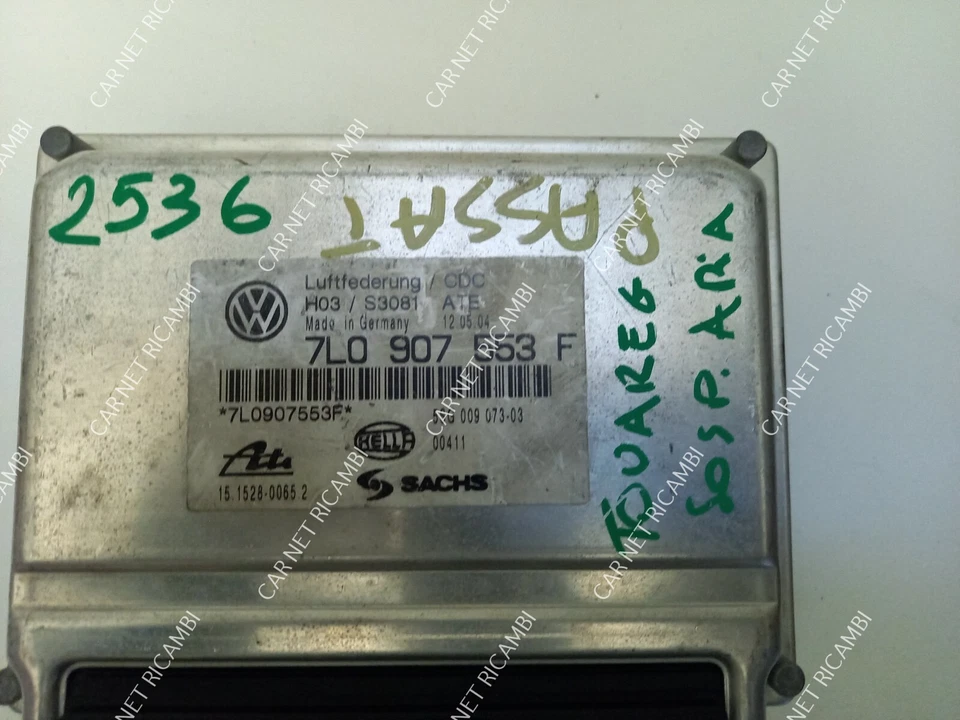 2536
PASSAT
Luftfederung / CDC
H03 / S3081 ATE
Made in Germany 12.05.04
7L0 907 553 F
*7L0907553F*
009 073-03
HELLA
00411
Ate
SACHS
15.1528-0065 2
TOUAREG
SOSP. ARIA
CAR NET RICAMBI